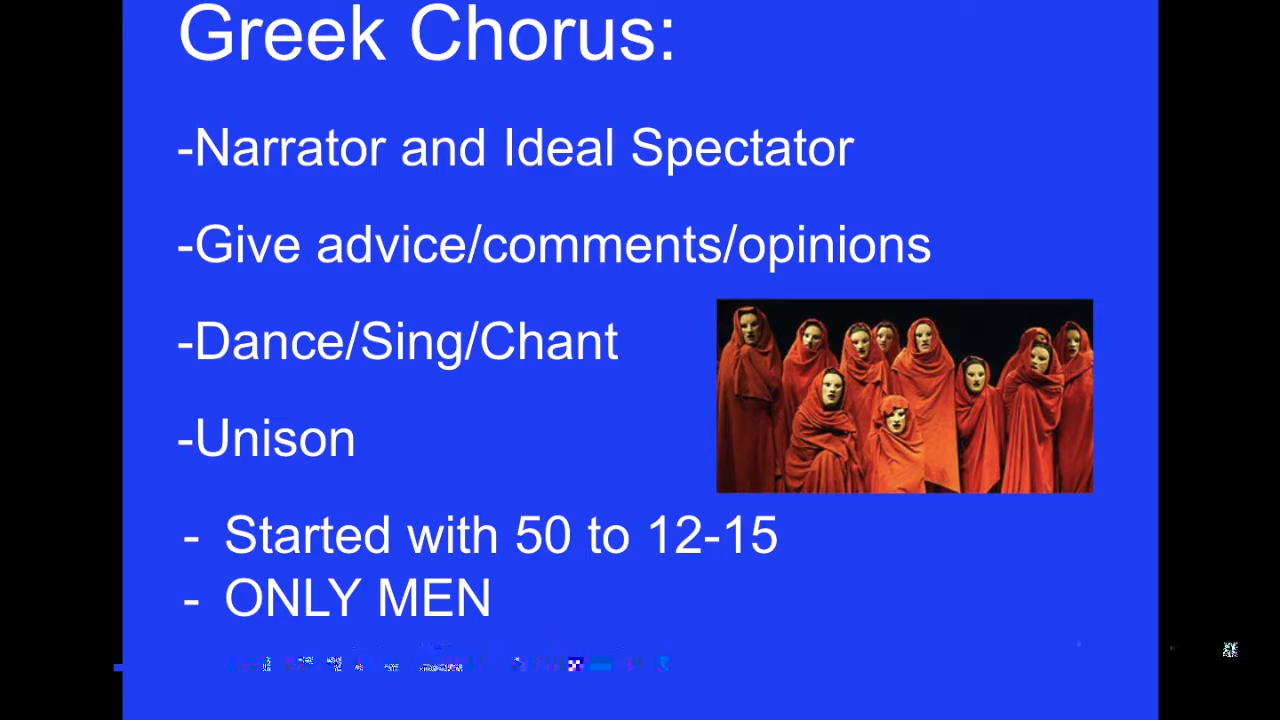 Greek Chorus:
-Narrator and Ideal Spectator
-Give advice/comments/opinions
-Dance/Sing/Chant
-Unison
- Started with 50 to 12-15
- ONLY MEN